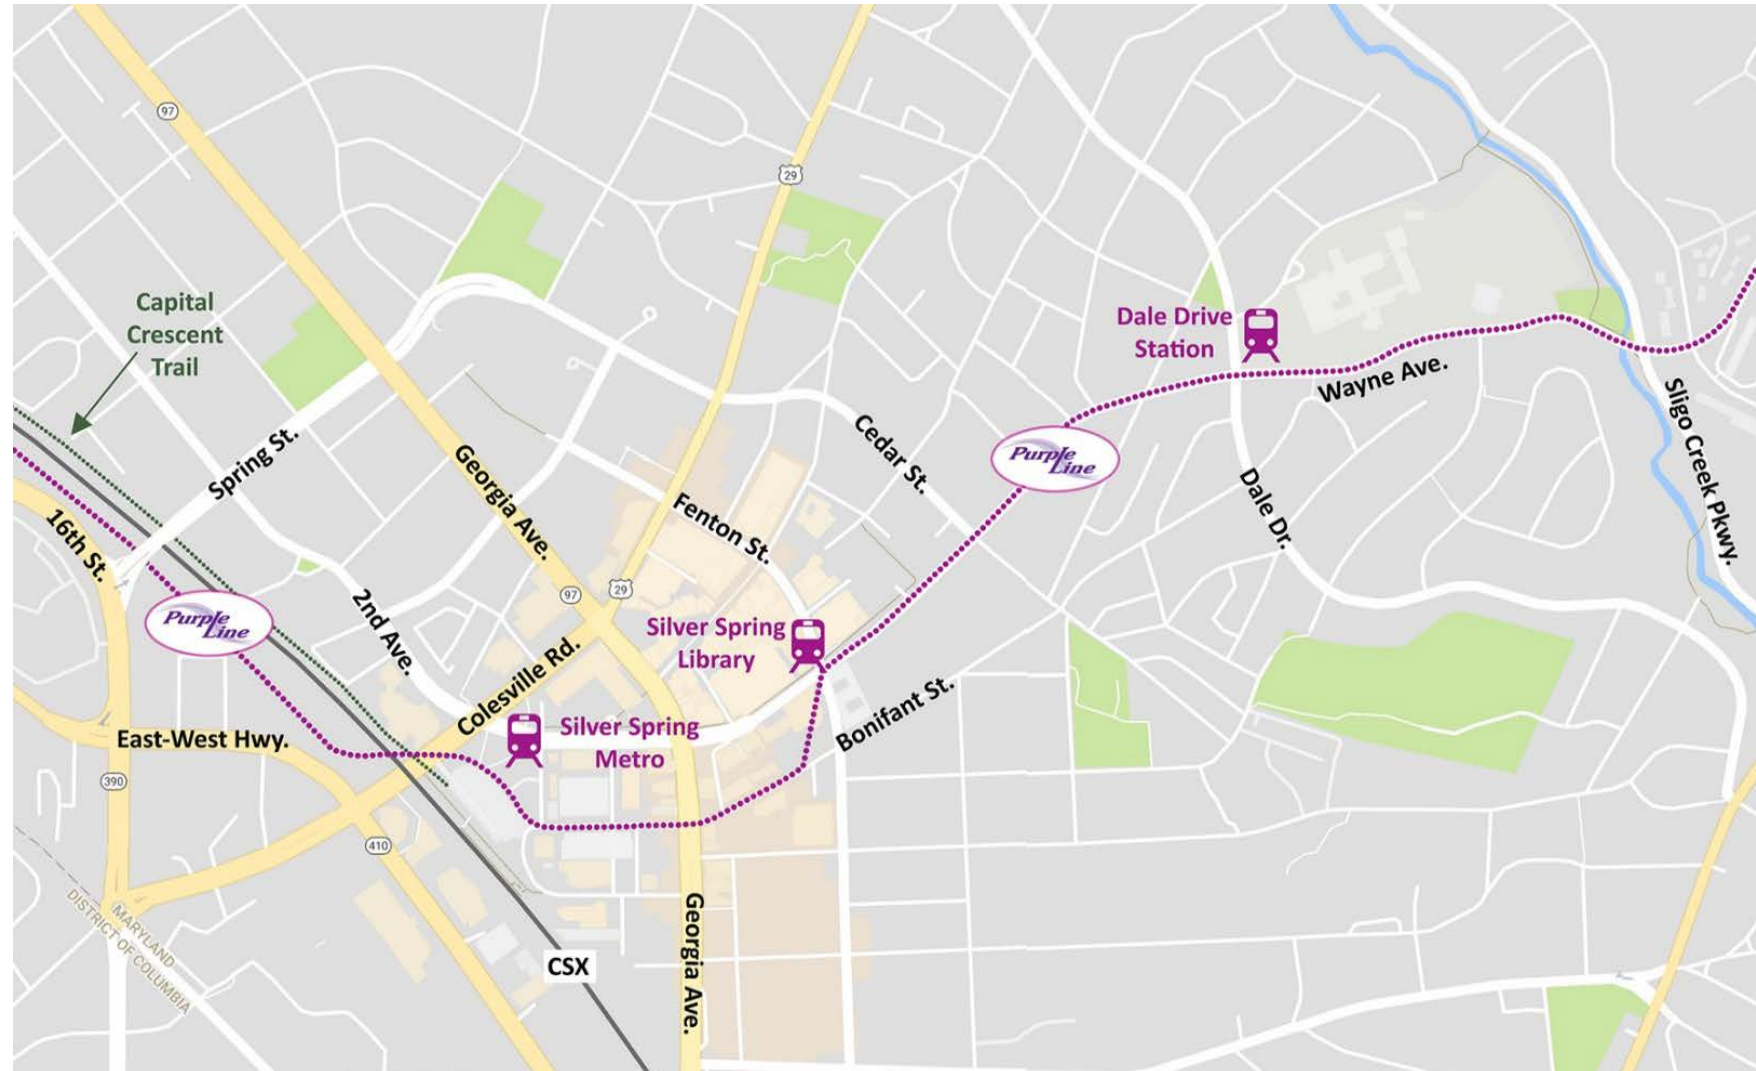 97
29
Capital
Crescent
Trail
Dale Drive
Station
Wayne Ave.
Sligo Creek Pkwy.
Cedar St.
Purple
Line
Spring St.
Georgia Ave.
Dale Dr.
Fenton St.
16th St.
97
29
2nd Ave.
Purple
Line
Silver Spring
Library
Colesville Rd.
Bonifant St.
Silver Spring
Metro
East-West Hwy.
390
410
MARYLAND
DISTRICT OF COLUMBIA
Georgia Ave.
CSX